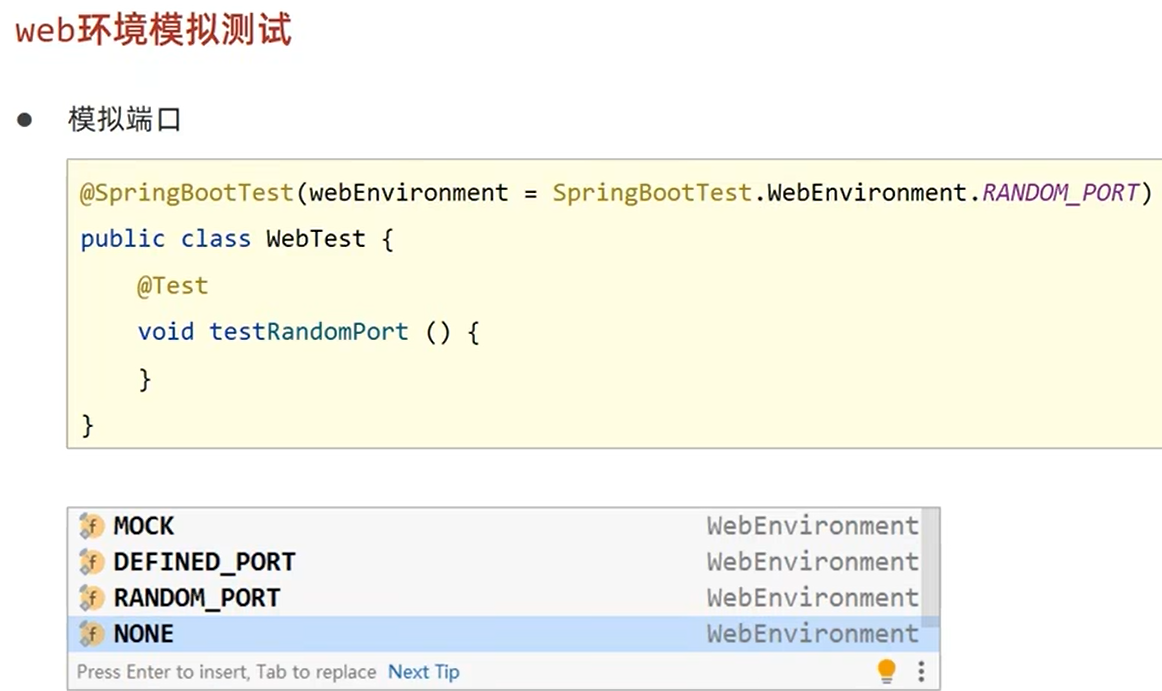 web环境模拟测试
● 模拟端口
@SpringBootTest(webEnvironment = SpringBootTest.WebEnvironment.RANDOM_PORT)
public class WebTest {
    @Test
    void testRandomPort () {
    }
}
MOCK WebEnvironment
DEFINED_PORT WebEnvironment
RANDOM_PORT WebEnvironment
NONE WebEnvironment
Press Enter to insert, Tab to replace Next Tip